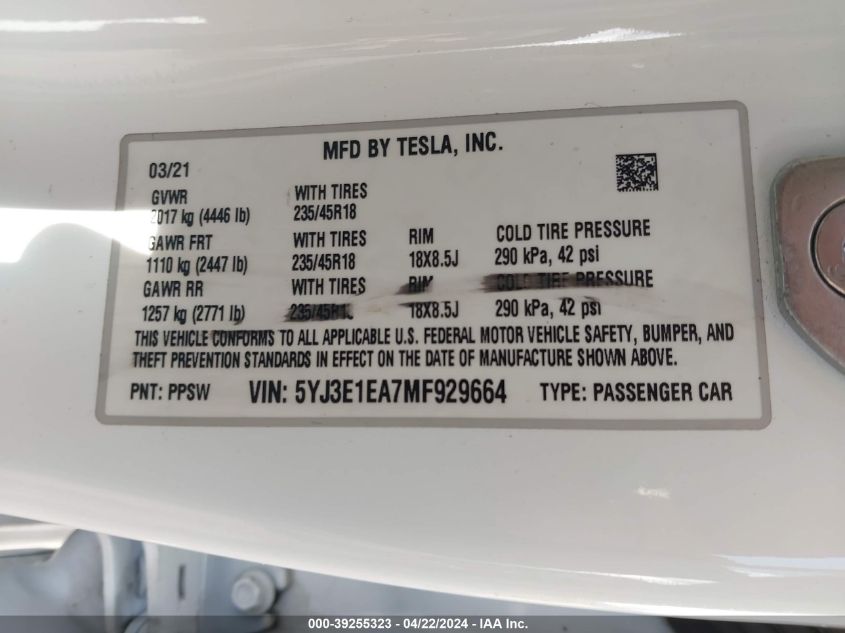 MFD BY TESLA, INC.
03/21
GVWR WITH TIRES
2017 kg (4446 lb) 235/45R18
GAWR FRT WITH TIRES RIM COLD TIRE PRESSURE
1110 kg (2447 lb) 235/45R18 18X8.5J 290 kPa, 42 psi
GAWR RR WITH TIRES RIM COLD TIRE PRESSURE
1257 kg (2771 lb) 18X8.5J 290 kPa, 42 psi
THIS VEHICLE CONFORMS TO ALL APPLICABLE U.S. FEDERAL MOTOR VEHICLE SAFETY, BUMPER, AND
THEFT PREVENTION STANDARDS IN EFFECT ON THE DATE OF MANUFACTURE SHOWN ABOVE.
PNT: PPSW VIN: 5YJ3E1EA7MF929664 TYPE: PASSENGER CAR
000-39255323 - 04/22/2024 - IAA, Inc.